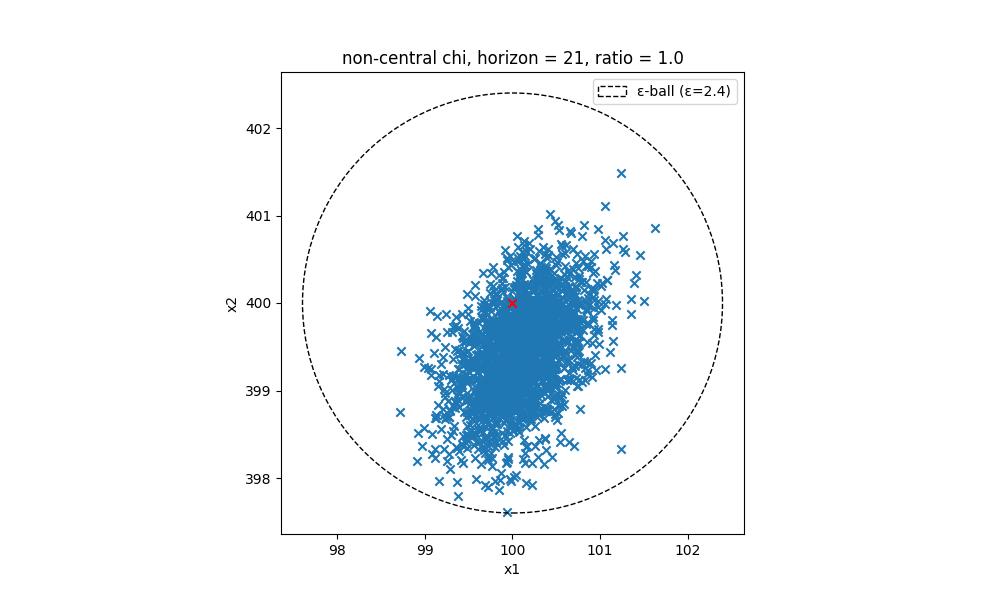 non-central chi, horizon = 21, ratio = 1.0
ε-ball (ε=2.4)
402
401
400
399
398
x2
98 99 100 101 102
x1